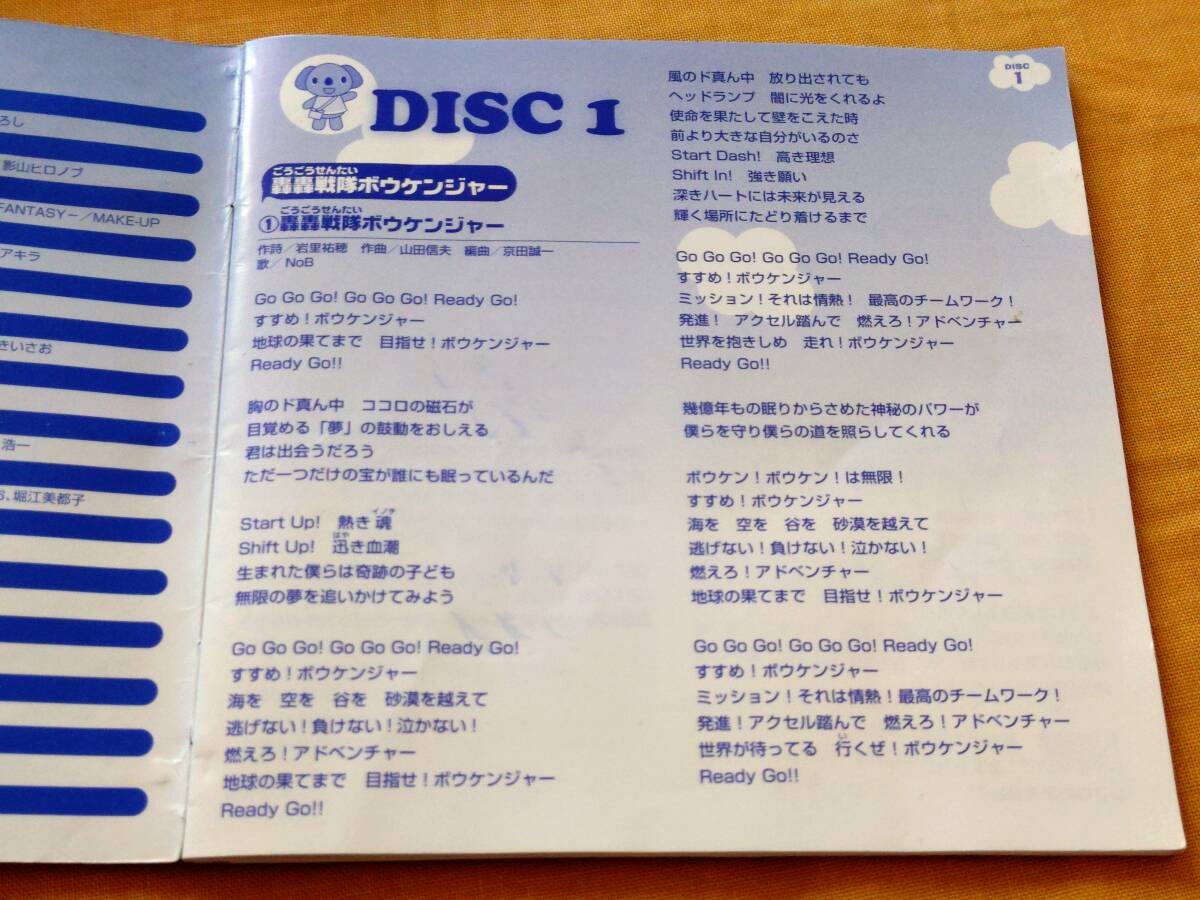 ろし
影山ヒロノブ
FANTASY－／MAKE-UP
アキラ
きいさお
浩一
堀江美都子
DISC 1
ごうごうせんたい
轟轟戦隊ボウケンジャー
ごうごうせんたい
①轟轟戦隊ボウケンジャー
作詩／岩里祐穂　作曲／山田信夫　編曲／京田誠一
歌／NoB
Go Go Go! Go Go Go! Ready Go!
すすめ！ボウケンジャー
地球の果てまで　目指せ！ボウケンジャー
Ready Go!!
胸のド真ん中　ココロの磁石が
目覚める「夢」の鼓動をおしえる
君は出会うだろう
ただ一つだけの宝が誰にも眠っているんだ
イノチ
Start Up!　熱き魂
はや
Shift Up!　迅き血潮
生まれた僕らは奇跡の子ども
無限の夢を追いかけてみよう
Go Go Go! Go Go Go! Ready Go!
すすめ！ボウケンジャー
海を　空を　谷を　砂漠を越えて
逃げない！負けない！泣かない！
燃えろ！アドベンチャー
地球の果てまで　目指せ！ボウケンジャー
Ready Go!!
DISC
1
風のド真ん中　放り出されても
ヘッドランプ　闇に光をくれるよ
使命を果たして壁をこえた時
前より大きな自分がいるのさ
Start Dash!　高き理想
Shift In!　強き願い
深きハートには未来が見える
輝く場所にたどり着けるまで
Go Go Go! Go Go Go! Ready Go!
すすめ！ボウケンジャー
ミッション！それは情熱！　最高のチームワーク！
発進！　アクセル踏んで　燃えろ！アドベンチャー
世界を抱きしめ　走れ！ボウケンジャー
Ready Go!!
幾億年もの眠りからさめた神秘のパワーが
僕らを守り僕らの道を照らしてくれる
ボウケン！ボウケン！は無限！
すすめ！ボウケンジャー
海を　空を　谷を　砂漠を越えて
逃げない！負けない！泣かない！
燃えろ！アドベンチャー
地球の果てまで　目指せ！ボウケンジャー
Go Go Go! Go Go Go! Ready Go!
すすめ！ボウケンジャー
ミッション！それは情熱！最高のチームワーク！
発進！アクセル踏んで　燃えろ！アドベンチャー
い
世界が待ってる　行くぜ！ボウケンジャー
Ready Go!!